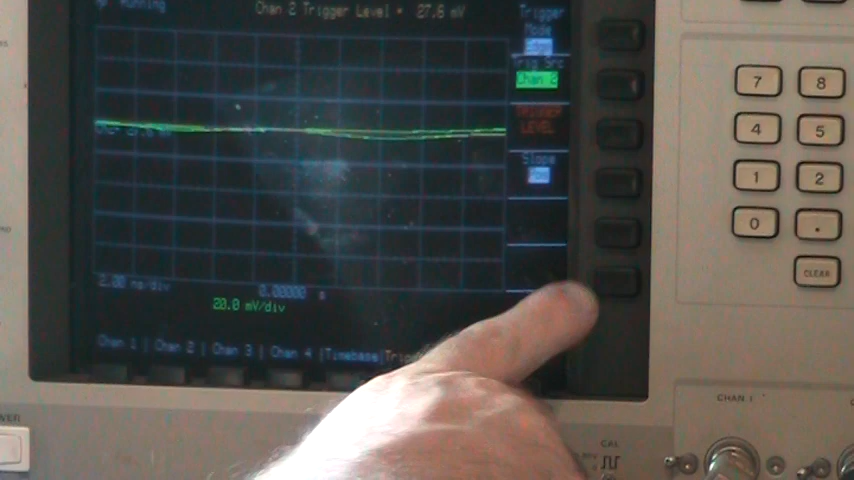 Running
Chan 2 Trigger Level = 27.6 mV
Trigger
Mode
Edge
Trig Src
Chan 2
TRIGGER
LEVEL
Slope
Pos
2.00 ns/div
0.00000 s
20.0 mV/div
Chan 1 | Chan 2 | Chan 3 | Chan 4 |Timebase|
7
8
4
5
1
2
0
.
CLEAR
CHAN 1
CAL